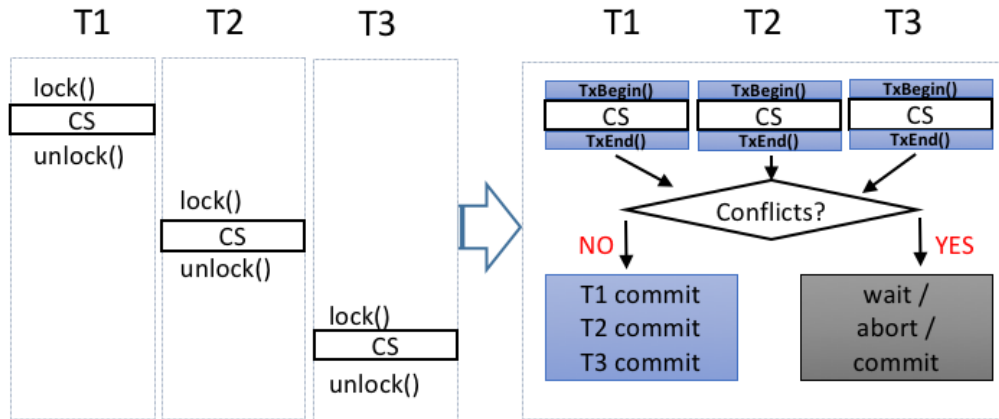 T1 T2 T3
lock()
CS
unlock()
lock()
CS
unlock()
lock()
CS
unlock()
T1 T2 T3
TxBegin() TxBegin() TxBegin()
CS CS CS
TxEnd() TxEnd() TxEnd()
Conflicts?
NO YES
T1 commit
T2 commit
T3 commit
wait /
abort /
commit